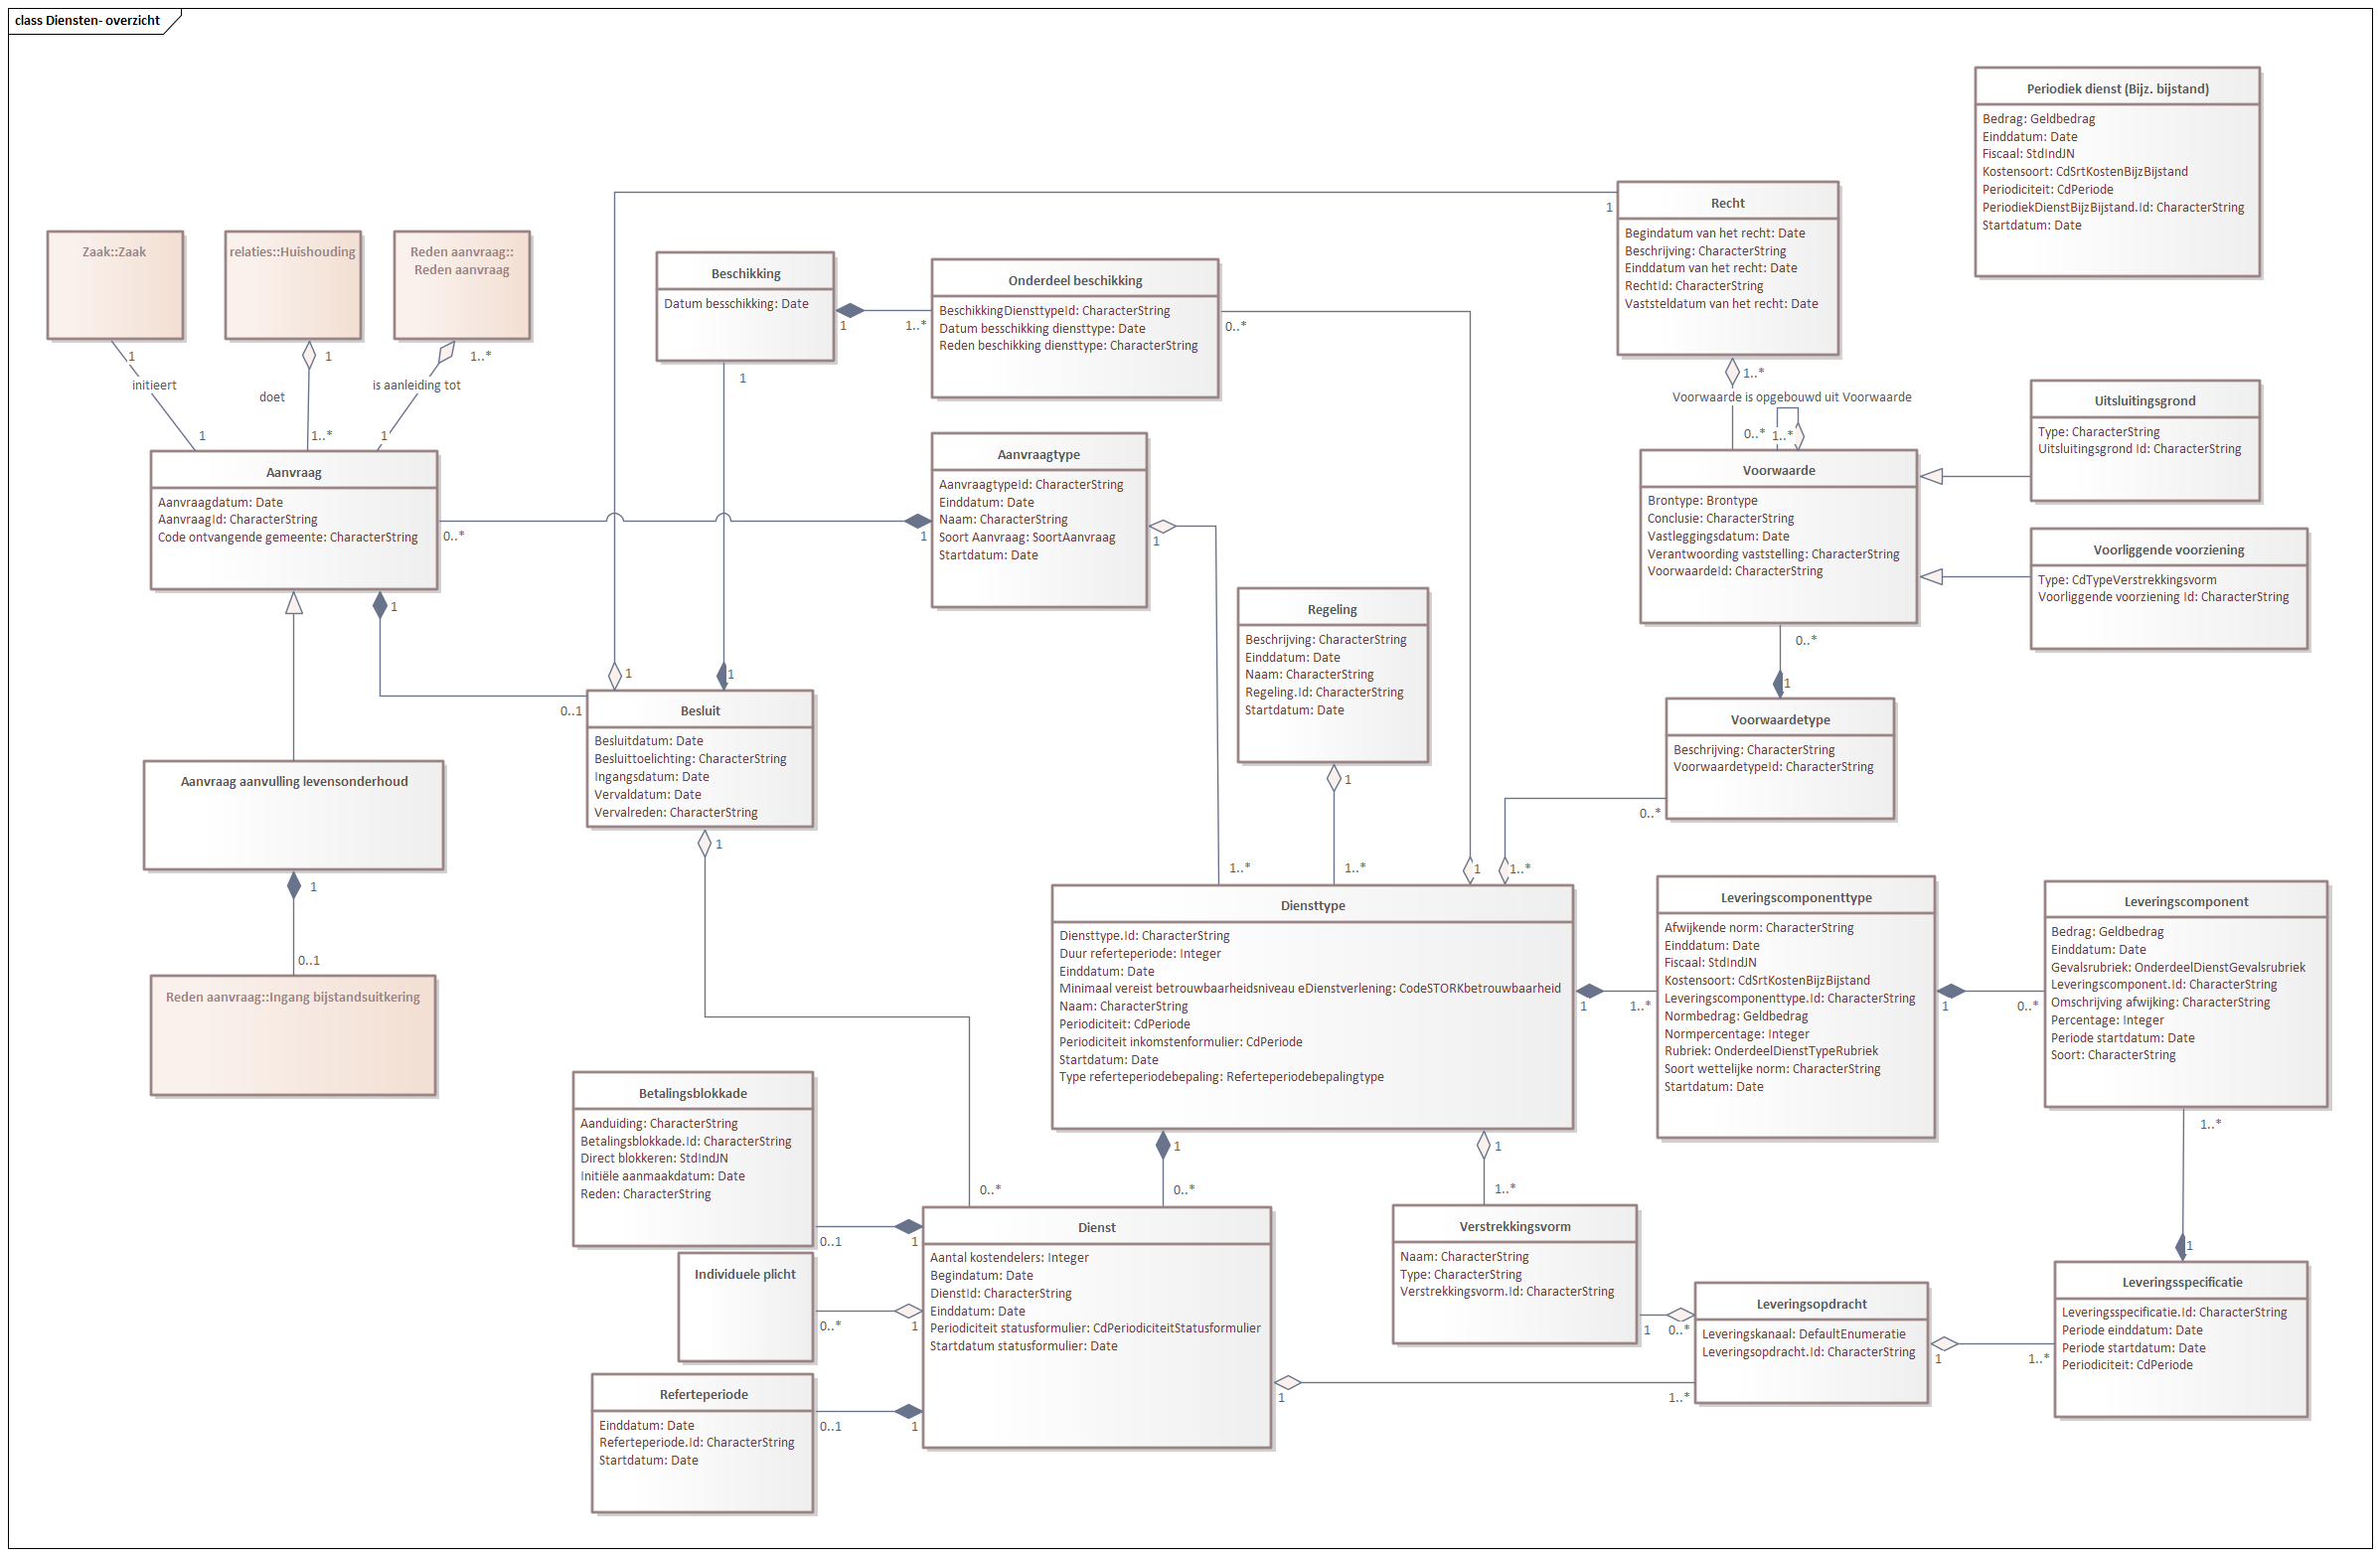 class Diensten- overzicht
Periodiek dienst (Bijz. bijstand)
Bedrag: Geldbedrag
Einddatum: Date
Fiscaal: StdIndJN
Kostensoort: CdSrtKostenBijzBijstand
Periodiciteit: CdPeriode
PeriodiekDienstBijzBijstand.Id: CharacterString
Startdatum: Date
Recht
Begindatum van het recht: Date
Beschrijving: CharacterString
Einddatum van het recht: Date
RechtId: CharacterString
Vaststeldatum van het recht: Date
1
1..*
Zaak::Zaak
relaties::Huishouding
Reden aanvraag::
Reden aanvraag
1
initieert
1
1
doet
1..*
1..*
is aanleiding tot
1
Beschikking
Datum besschikking: Date
1
1
Onderdeel beschikking
BeschikkingDiensttypeId: CharacterString
Datum besschikking diensttype: Date
Reden beschikking diensttype: CharacterString
1..*
0..*
Voorwaarde is opgebouwd uit Voorwaarde
0..*
1..*
Uitsluitingsgrond
Type: CharacterString
Uitsluitingsgrond Id: CharacterString
Aanvraag
Aanvraagdatum: Date
AanvraagId: CharacterString
Code ontvangende gemeente: CharacterString
0..*
1
Aanvraagtype
AanvraagtypeId: CharacterString
Einddatum: Date
Naam: CharacterString
Soort Aanvraag: SoortAanvraag
Startdatum: Date
1
1
Voorwaarde
Brontype: Brontype
Conclusie: CharacterString
Vastleggingsdatum: Date
Verantwoording vaststelling: CharacterString
VoorwaardeId: CharacterString
0..*
Voorliggende voorziening
Type: CdTypeVerstrekkingsvorm
Voorliggende voorziening Id: CharacterString
Regeling
Beschrijving: CharacterString
Einddatum: Date
Naam: CharacterString
Regeling.Id: CharacterString
Startdatum: Date
1
1
1
0..1
Besluit
Besluitdatum: Date
Besluittoelichting: CharacterString
Ingangsdatum: Date
Vervaldatum: Date
Vervalreden: CharacterString
1
1
Voorwaardetype
Beschrijving: CharacterString
VoorwaardetypeId: CharacterString
0..*
Aanvraag aanvulling levensonderhoud
1
0..1
Reden aanvraag::Ingang bijstandsuitkering
1..*
1..*
1
1..*
Diensttype
Diensttype.Id: CharacterString
Duur referteperiode: Integer
Einddatum: Date
Minimaal vereist betrouwbaarheidsniveau eDienstverlening: CodeSTORKbetrouwbaarheid
Naam: CharacterString
Periodiciteit: CdPeriode
Periodiciteit inkomstenformulier: CdPeriode
Startdatum: Date
Type referteperiodebepaling: Referteperiodebepalingtype
1
1..*
Leveringscomponenttype
Afwijkende norm: CharacterString
Einddatum: Date
Fiscaal: StdIndJN
Kostensoort: CdSrtKostenBijzBijstand
Leveringscomponenttype.Id: CharacterString
Normbedrag: Geldbedrag
Normpercentage: Integer
Rubriek: OnderdeelDienstTypeRubriek
Soort wettelijke norm: CharacterString
Startdatum: Date
1
0..*
Leveringscomponent
Bedrag: Geldbedrag
Einddatum: Date
Gevalsrubriek: OnderdeelDienstGevalsrubriek
Leveringscomponent.Id: CharacterString
Omschrijving afwijking: CharacterString
Percentage: Integer
Periode startdatum: Date
Soort: CharacterString
1..*
Betalingsblokkade
Aanduiding: CharacterString
Betalingsblokkade.Id: CharacterString
Direct blokkeren: StdIndJN
Initiële aanmaakdatum: Date
Reden: CharacterString
0..1
1
1
0..*
0..*
1
1..*
Dienst
Aantal kostendelers: Integer
Begindatum: Date
DienstId: CharacterString
Einddatum: Date
Periodiciteit statusformulier: CdPeriodiciteitStatusformulier
Startdatum statusformulier: Date
Individuele plicht
0..*
1
Verstrekkingsvorm
Naam: CharacterString
Type: CharacterString
Verstrekkingsvorm.Id: CharacterString
1
0..*
Leveringsopdracht
Leveringskanaal: DefaultEnumeratie
Leveringsopdracht.Id: CharacterString
1
1..*
1
Leveringsspecificatie
Leveringsspecificatie.Id: CharacterString
Periode einddatum: Date
Periode startdatum: Date
Periodiciteit: CdPeriode
Referteperiode
Einddatum: Date
Referteperiode.Id: CharacterString
Startdatum: Date
0..1
1
1
1..*